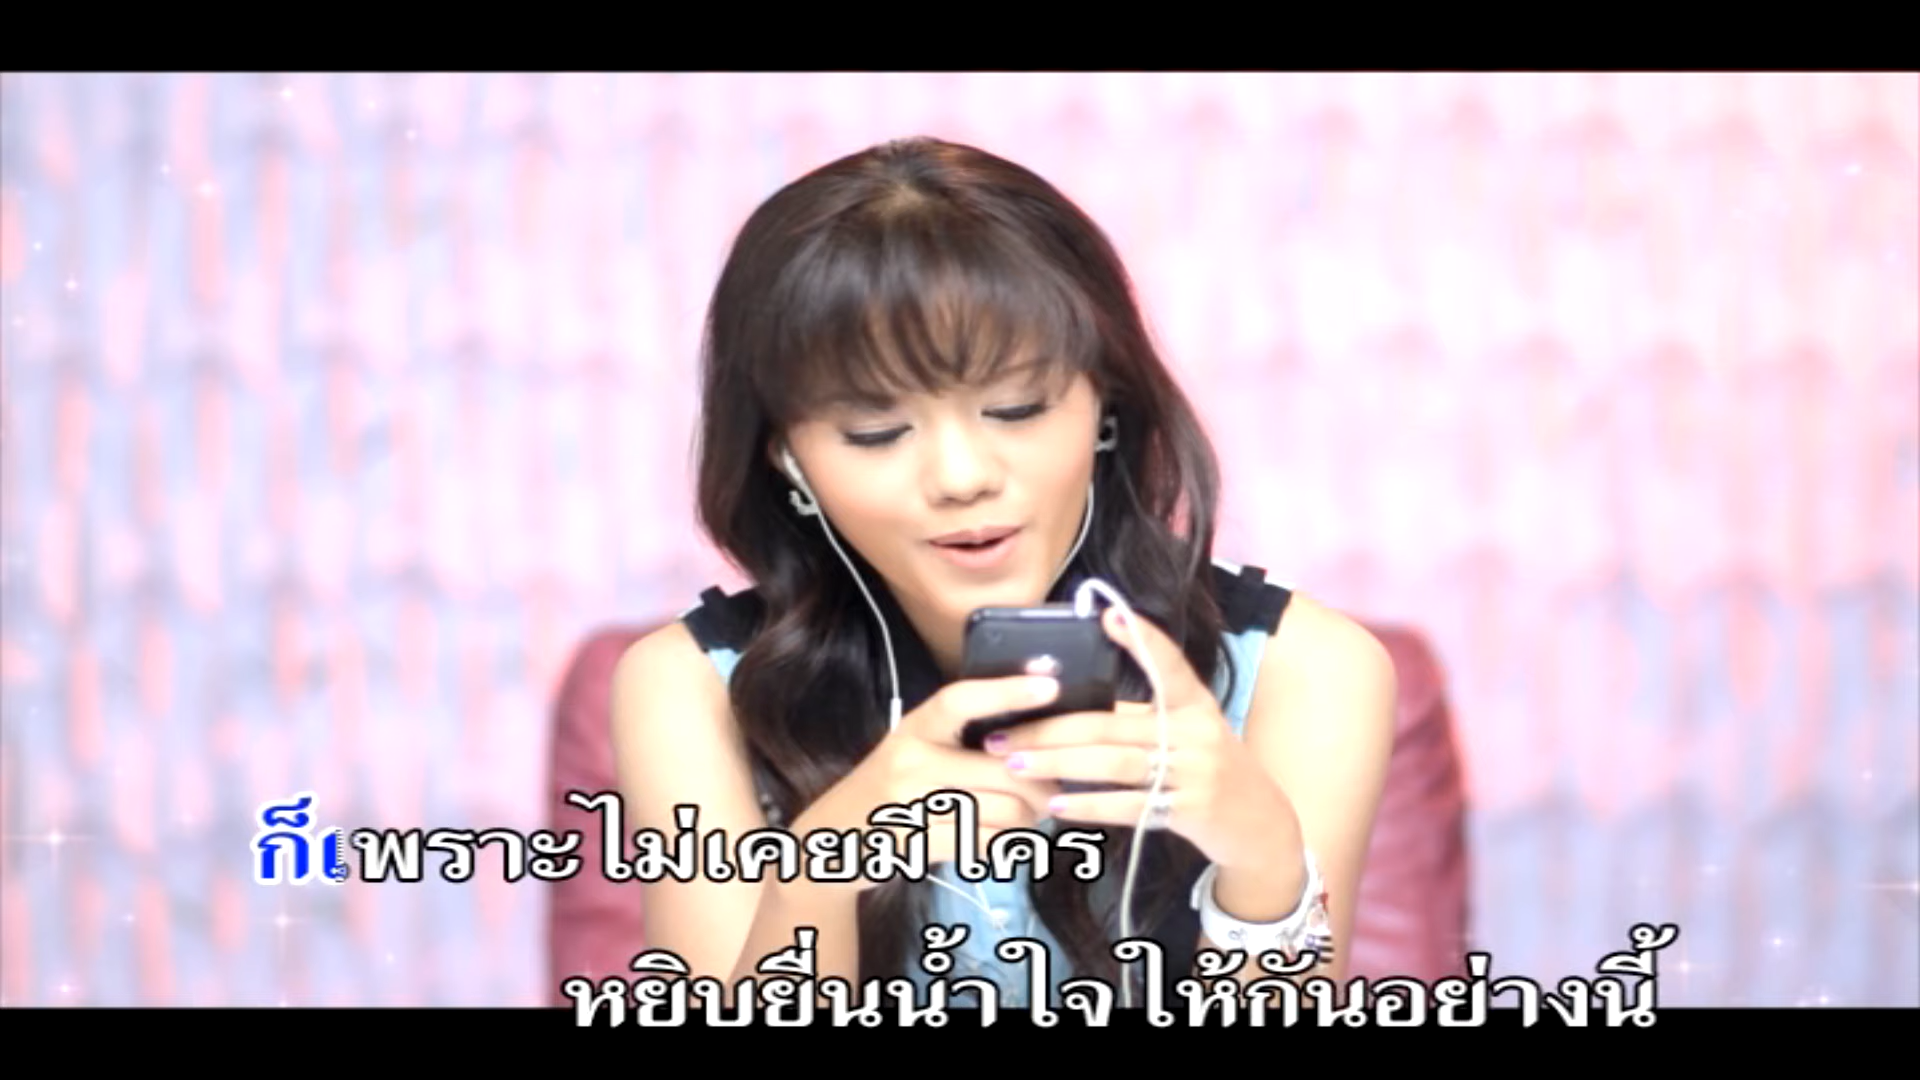 ก็เพราะไม่เคยมีใคร
หยิบยื่นน้ำใจให้กันอย่างนี้